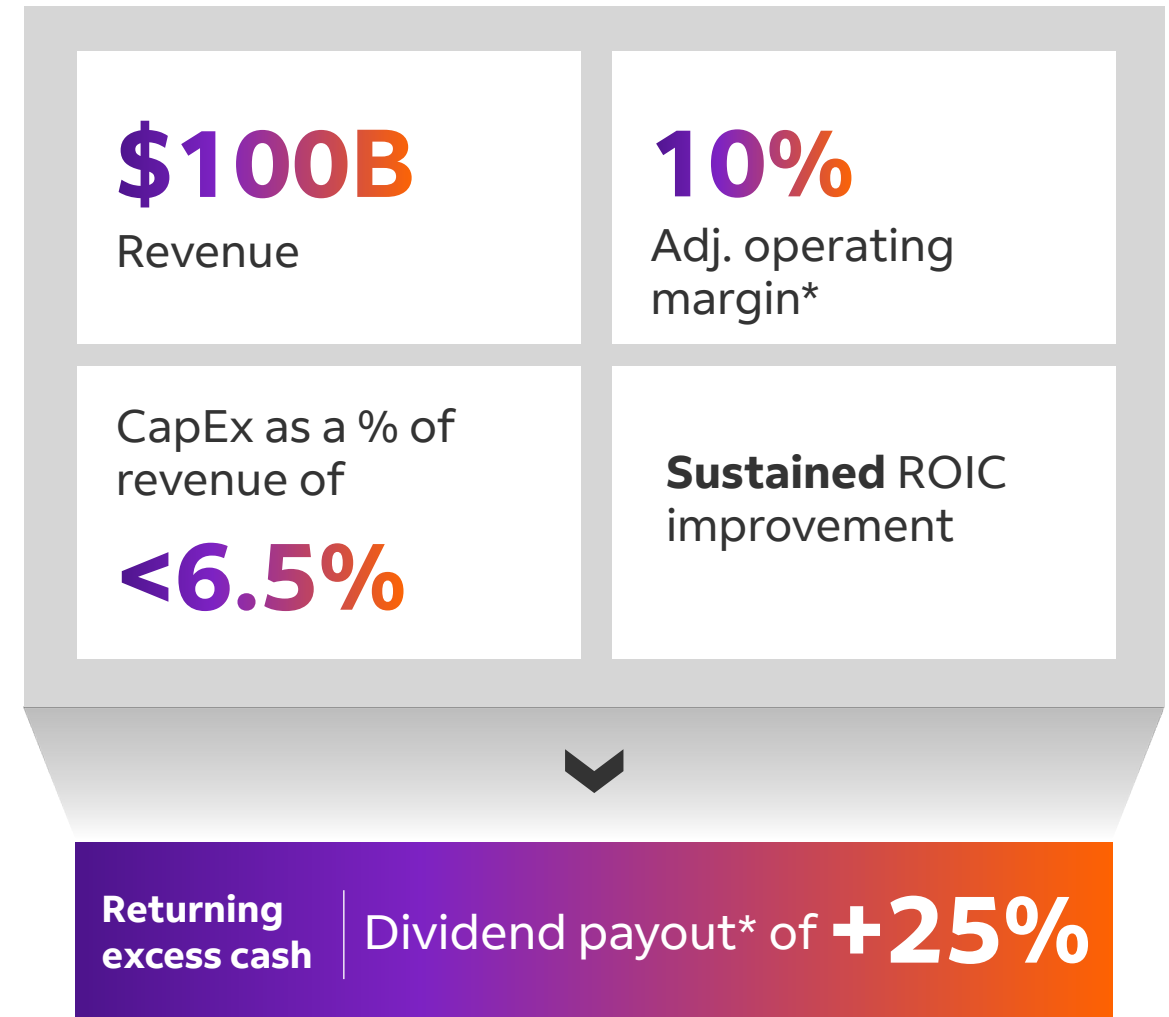 $100B
Revenue
10%
Adj. operating
margin*
CapEx as a % of
revenue of
<6.5%
Sustained ROIC
improvement
Returning
excess cash
Dividend payout* of +25%